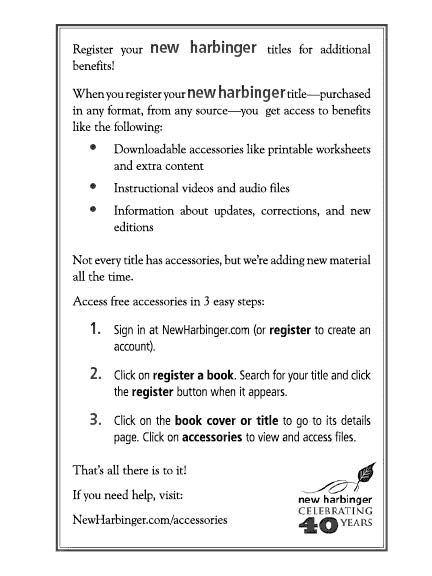 Register your new harbinger titles for additional
benefits!
When you register your new harbinger title—purchased
in any format, from any source—you get access to benefits
like the following:
• Downloadable accessories like printable worksheets
and extra content
• Instructional videos and audio files
• Information about updates, corrections, and new
editions
Not every title has accessories, but we’re adding new material
all the time.
Access free accessories in 3 easy steps:
1. Sign in at NewHarbinger.com (or register to create an
account).
2. Click on register a book. Search for your title and click
the register button when it appears.
3. Click on the book cover or title to go to its details
page. Click on accessories to view and access files.
That’s all there is to it!
If you need help, visit:
NewHarbinger.com/accessories
new harbinger
CELEBRATING
40 YEARS